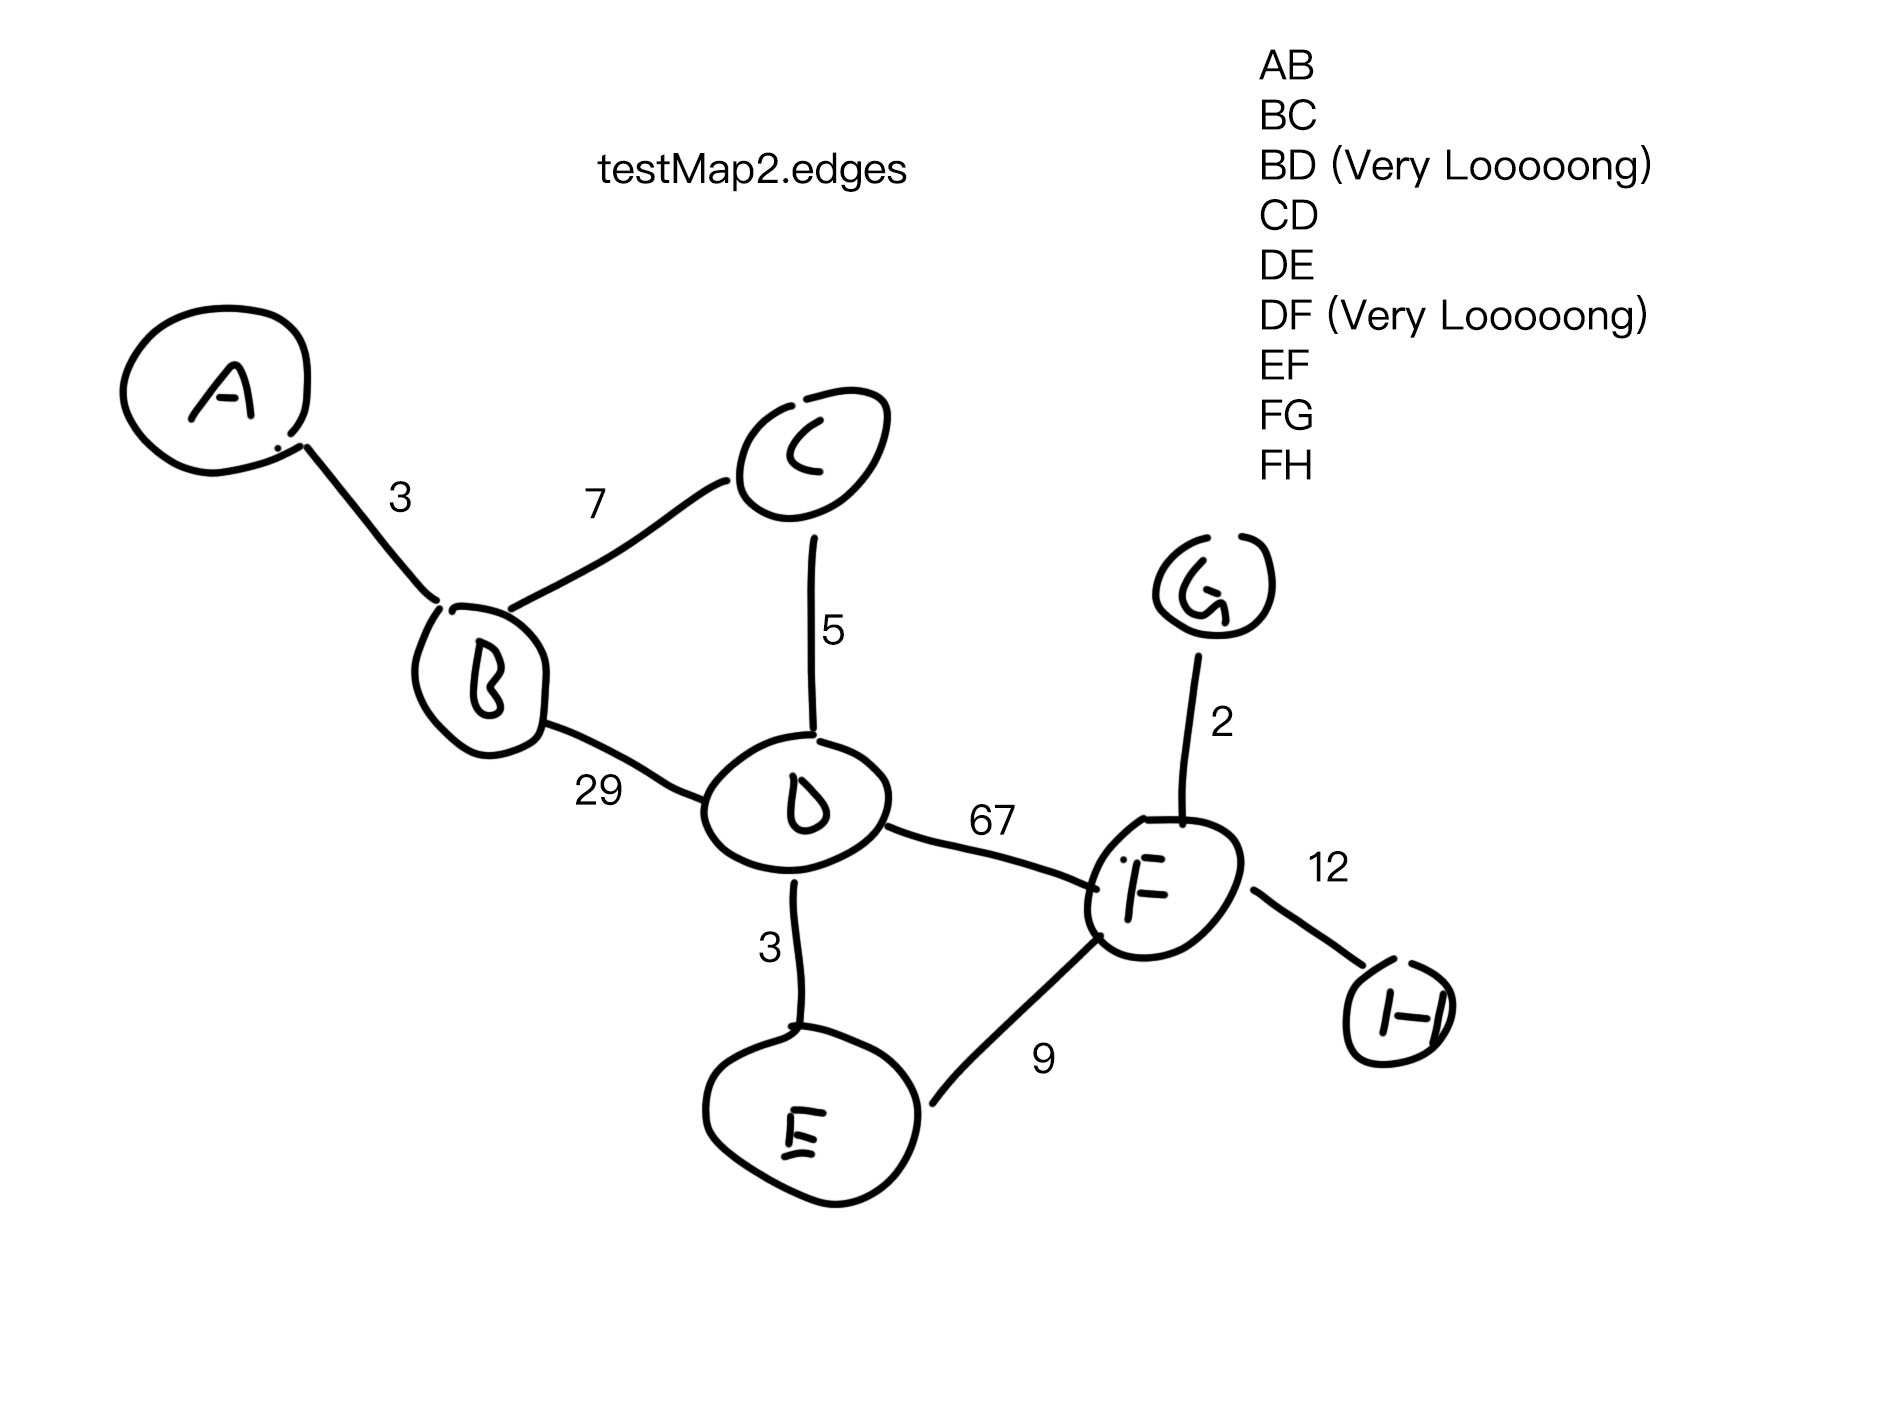 testMap2.edges
AB
BC
BD (Very Looooong)
CD
DE
DF (Very Looooong)
EF
FG
FH
A
3
7
C
B
5
G
29
D
2
67
F
12
3
H
9
E